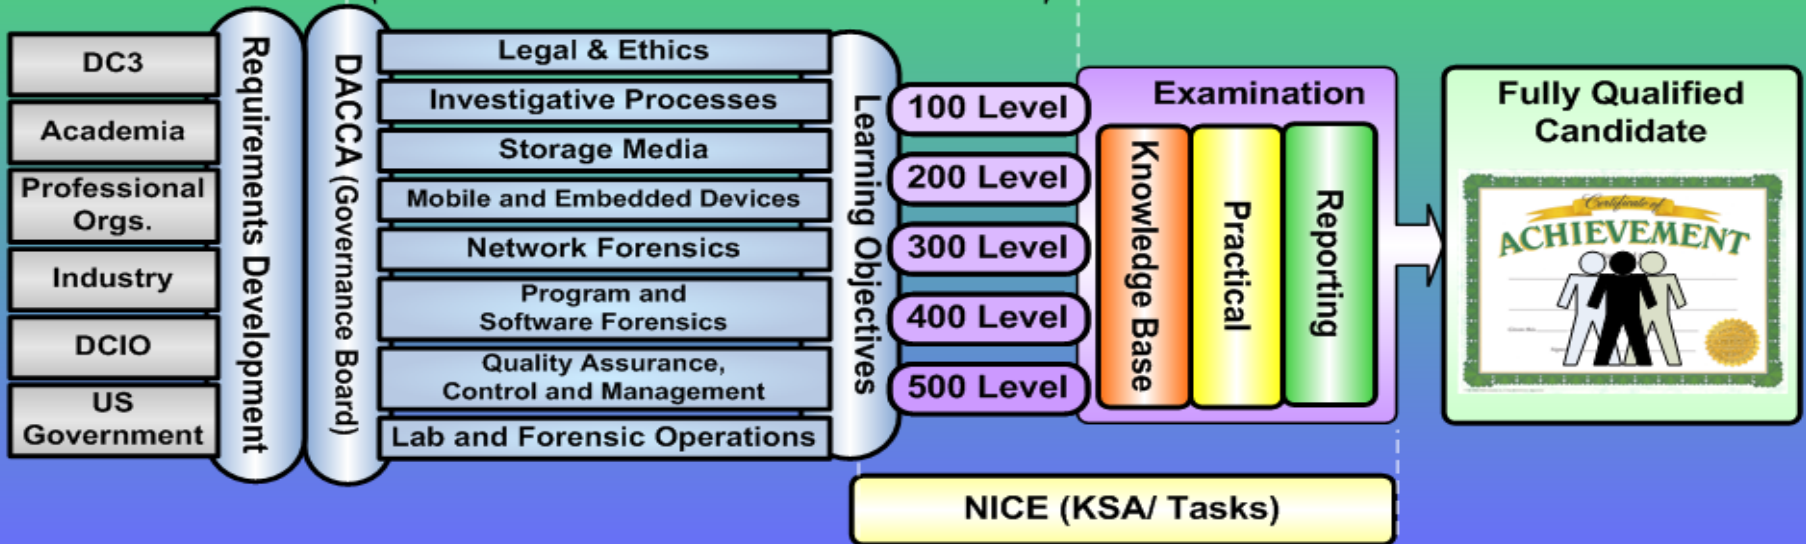 DC3
Academia
Professional
Orgs.
Industry
DCIO
US
Government
Requirements Development
DACCA (Governance Board)
Legal & Ethics
Investigative Processes
Storage Media
Mobile and Embedded Devices
Network Forensics
Program and
Software Forensics
Quality Assurance,
Control and Management
Lab and Forensic Operations
Learning Objectives
100 Level
200 Level
300 Level
400 Level
500 Level
Examination
Knowledge Base
Practical
Reporting
Fully Qualified
Candidate
Certificate of
ACHIEVEMENT
NICE (KSA/ Tasks)